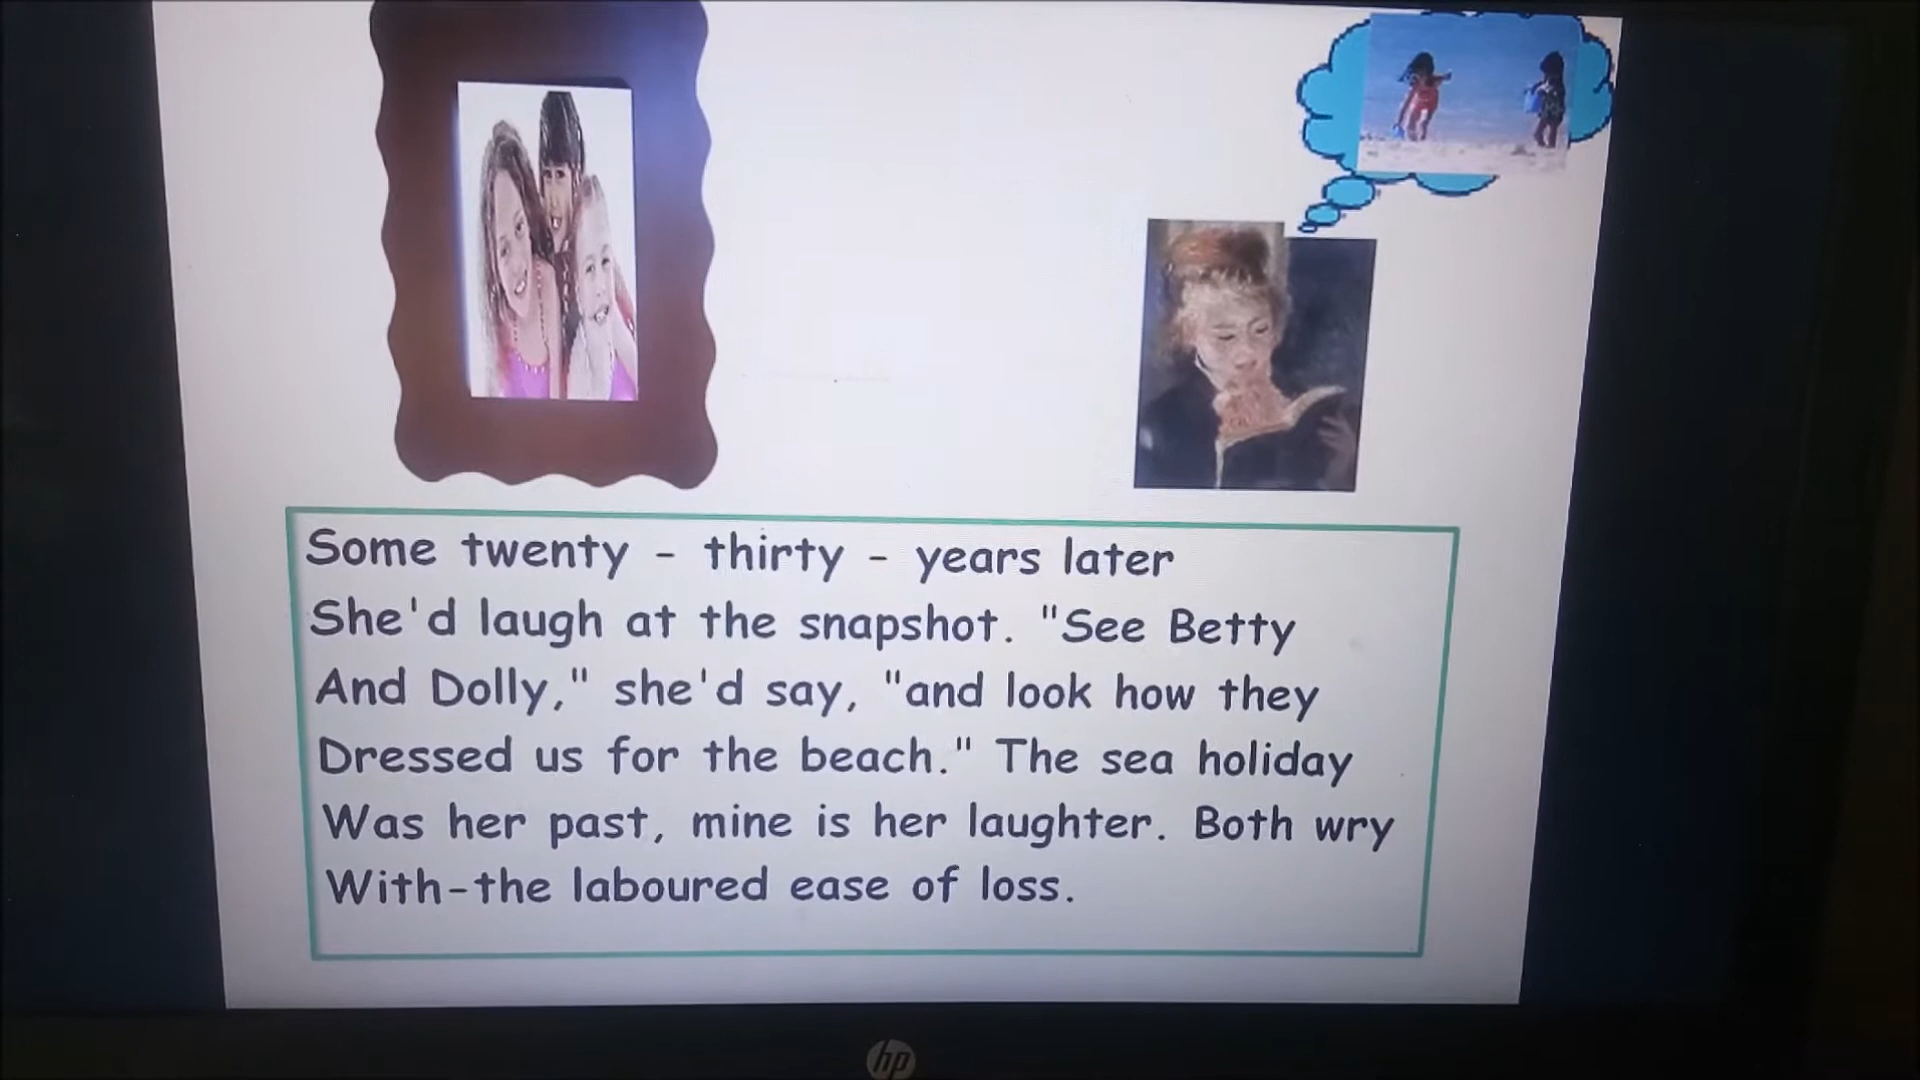 Some twenty - thirty - years later
She'd laugh at the snapshot. "See Betty
And Dolly," she'd say, "and look how they
Dressed us for the beach." The sea holiday
Was her past, mine is her laughter. Both wry
With-the laboured ease of loss.
hp